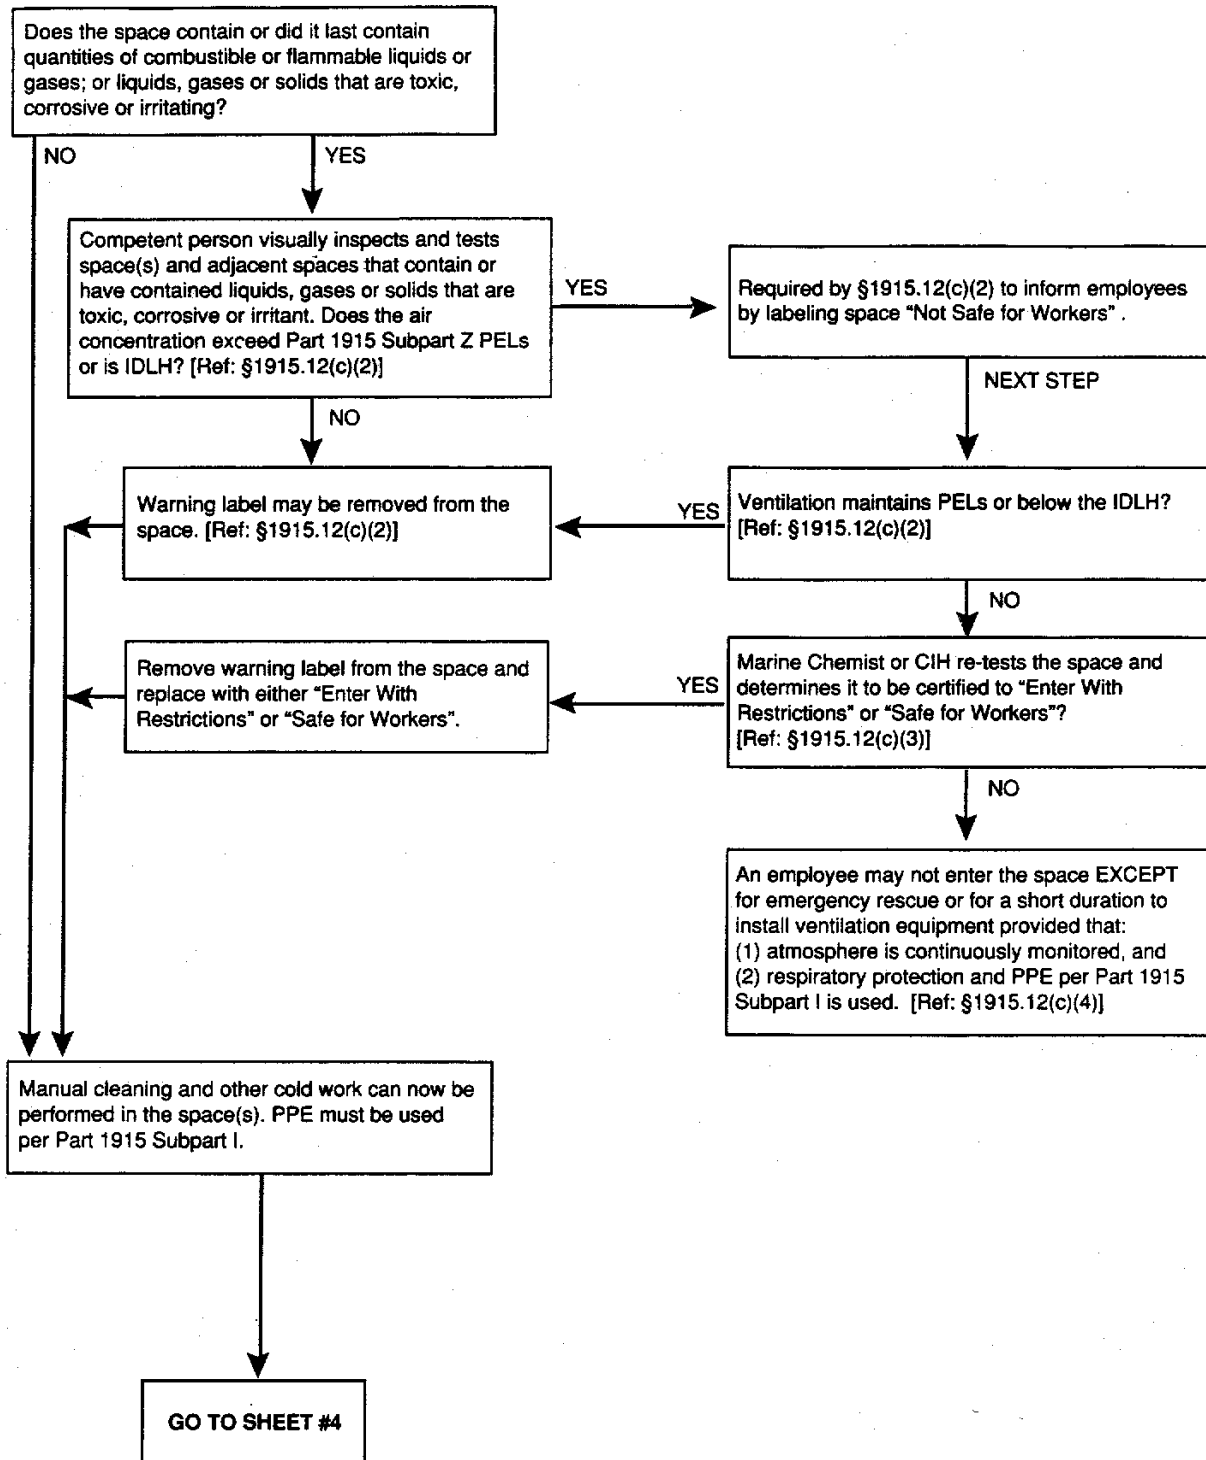 Does the space contain or did it last contain
quantities of combustible or flammable liquids or
gases; or liquids, gases or solids that are toxic,
corrosive or irritating?
NO
YES
Competent person visually inspects and tests
space(s) and adjacent spaces that contain or
have contained liquids, gases or solids that are
toxic, corrosive or irritant. Does the air
concentration exceed Part 1915 Subpart Z PELs
or is IDLH? [Ref: §1915.12(c)(2)]
YES
Required by §1915.12(c)(2) to inform employees
by labeling space “Not Safe for Workers” .
NEXT STEP
NO
Warning label may be removed from the
space. [Ref: §1915.12(c)(2)]
YES
Ventilation maintains PELs or below the IDLH?
[Ref: §1915.12(c)(2)]
NO
Remove warning label from the space and
replace with either “Enter With
Restrictions” or “Safe for Workers”.
YES
Marine Chemist or CIH re-tests the space and
determines it to be certified to “Enter With
Restrictions” or “Safe for Workers”?
[Ref: §1915.12(c)(3)]
NO
An employee may not enter the space EXCEPT
for emergency rescue or for a short duration to
install ventilation equipment provided that:
(1) atmosphere is continuously monitored, and
(2) respiratory protection and PPE per Part 1915
Subpart I is used. [Ref: §1915.12(c)(4)]
Manual cleaning and other cold work can now be
performed in the space(s). PPE must be used
per Part 1915 Subpart I.
GO TO SHEET #4